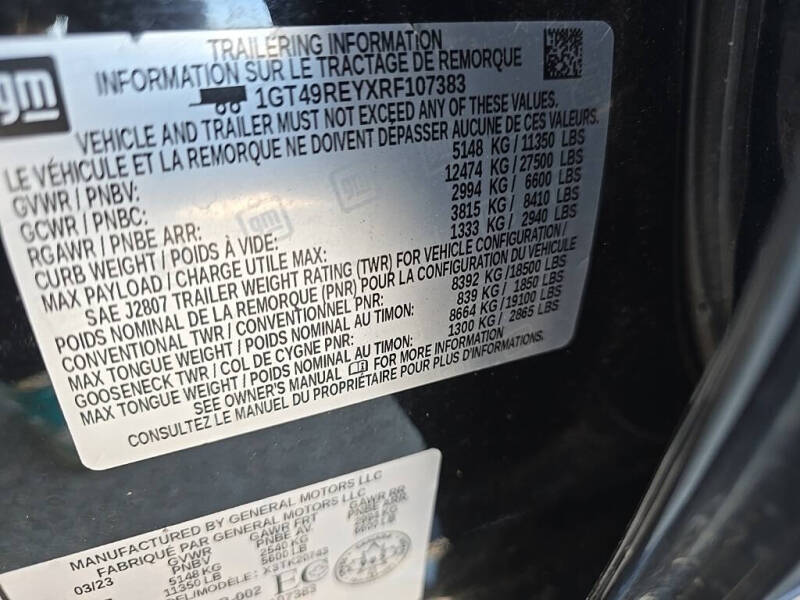 gm
TRAILERING INFORMATION
INFORMATION SUR LE TRACTAGE DE REMORQUE
1GT49REYXRF107383
VEHICLE AND TRAILER MUST NOT EXCEED ANY OF THESE VALUES.
LE VÉHICULE ET LA REMORQUE NE DOIVENT DÉPASSER AUCUNE DE CES VALEURS.
GVWR / PNBV: 5148 KG / 11350 LBS
GCWR / PNBC: 12474 KG / 27500 LBS
RGAWR / PNBE ARR: 2994 KG / 6600 LBS
CURB WEIGHT / POIDS À VIDE: 3815 KG / 8410 LBS
MAX PAYLOAD / CHARGE UTILE MAX: 1333 KG / 2940 LBS
SAE J2807 TRAILER WEIGHT RATING (TWR) FOR VEHICLE CONFIGURATION /
POIDS NOMINAL DE LA REMORQUE (PNR) POUR LA CONFIGURATION DU VÉHICULE
CONVENTIONAL TWR / CONVENTIONNEL PNR: 8392 KG / 18500 LBS
MAX TONGUE WEIGHT / POIDS NOMINAL AU TIMON: 839 KG / 1850 LBS
GOOSENECK TWR / COL DE CYGNE PNR: 8664 KG / 19100 LBS
MAX TONGUE WEIGHT / POIDS NOMINAL AU TIMON: 1300 KG / 2865 LBS
SEE OWNER'S MANUAL FOR MORE INFORMATION.
CONSULTEZ LE MANUEL DU PROPRIÉTAIRE POUR PLUS D'INFORMATIONS.
MANUFACTURED BY GENERAL MOTORS LLC
FABRIQUÉ PAR GENERAL MOTORS LLC
GVWR GAWR FRT GAWR RR
PNBV PNBE AV. PNBE ARR.
03/23 5148 KG 2540 KG
11350 LB 5600 LB
MODÈLE: X3TK20743
EC